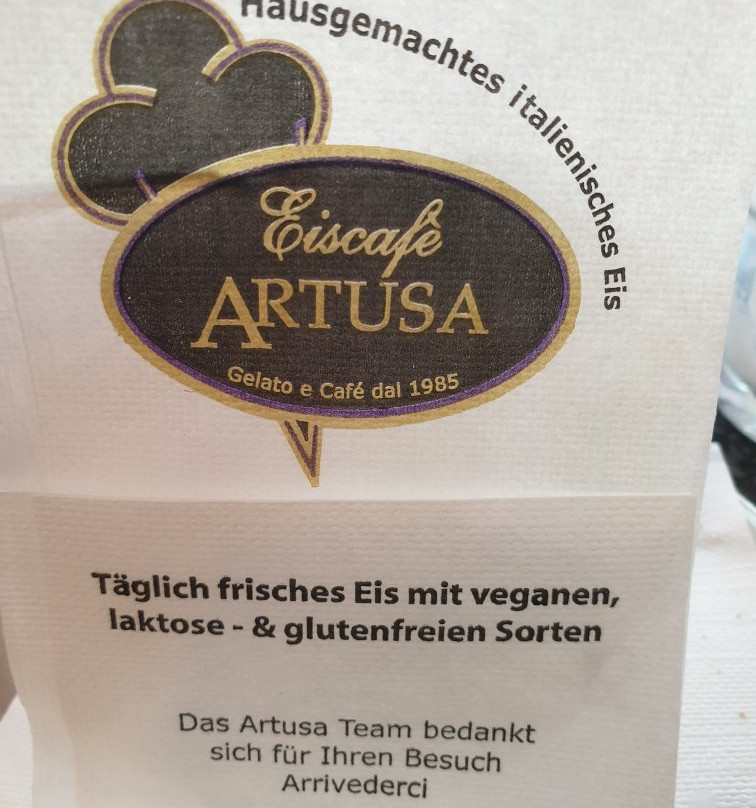 Hausgemachtes italienisches Eis
Eiscafè
ARTUSA
Gelato e Café dal 1985
Täglich frisches Eis mit veganen,
laktose - & glutenfreien Sorten
Das Artusa Team bedankt
sich für Ihren Besuch
Arrivederci